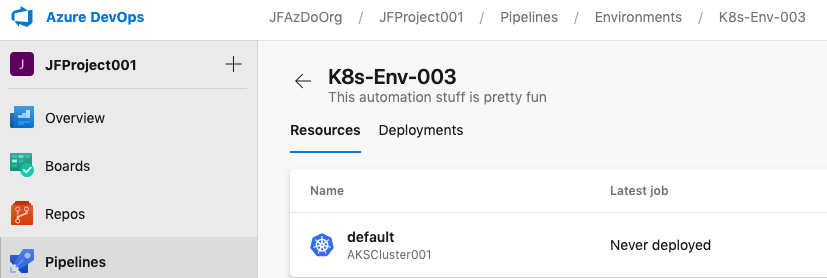 Azure DevOps JFAzDoOrg / JFProject001 / Pipelines / Environments / K8s-Env-003
J JFProject001
K8s-Env-003
This automation stuff is pretty fun
Overview
Resources Deployments
Boards
Name Latest job
Repos
default Never deployed
AKSCluster001
Pipelines